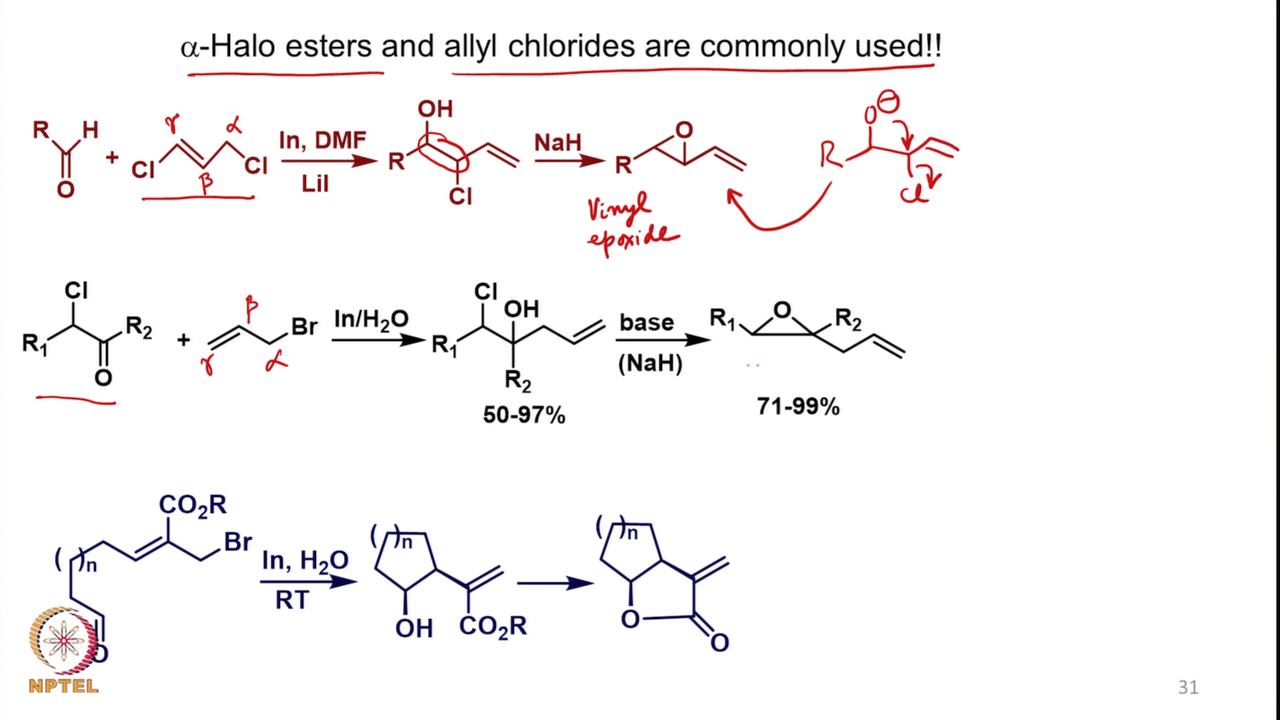 α-Halo esters and allyl chlorides are commonly used!!
R H O + Cl γ β α Cl In, DMF LiI OH R Cl NaH R O
Vinyl
epoxide
R O⊖ Cl
Cl R1 R2 O + γ β α Br In/H2O Cl OH R1 R2 base (NaH) R1 O R2
50-97%
71-99%
CO2R Br ( )n O In, H2O RT ( )n OH CO2R ( )n O O
NPTEL
31